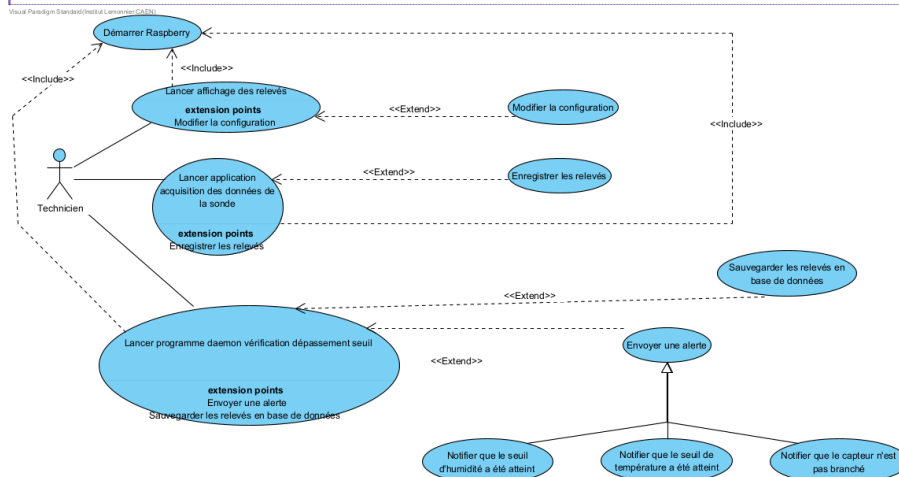 Visual Paradigm Standard(Institut Lemonnier CAEN)
Démarrer Raspberry
<<Include>>
<<Include>>
Lancer affichage des relevés
extension points
Modifier la configuration
<<Extend>>
Modifier la configuration
<<Include>>
Technicien
Lancer application
acquisition des données de
la sonde
extension points
Enregistrer les relevés
<<Extend>>
Enregistrer les relevés
Sauvegarder les relevés en
base de données
<<Extend>>
Lancer programme daemon vérification dépassement seuil
extension points
Envoyer une alerte
Sauvegarder les relevés en base de données
<<Extend>>
Envoyer une alerte
Notifier que le seuil
d'humidité a été atteint
Notifier que le seuil de
température a été atteint
Notifier que le capteur n'est
pas branché